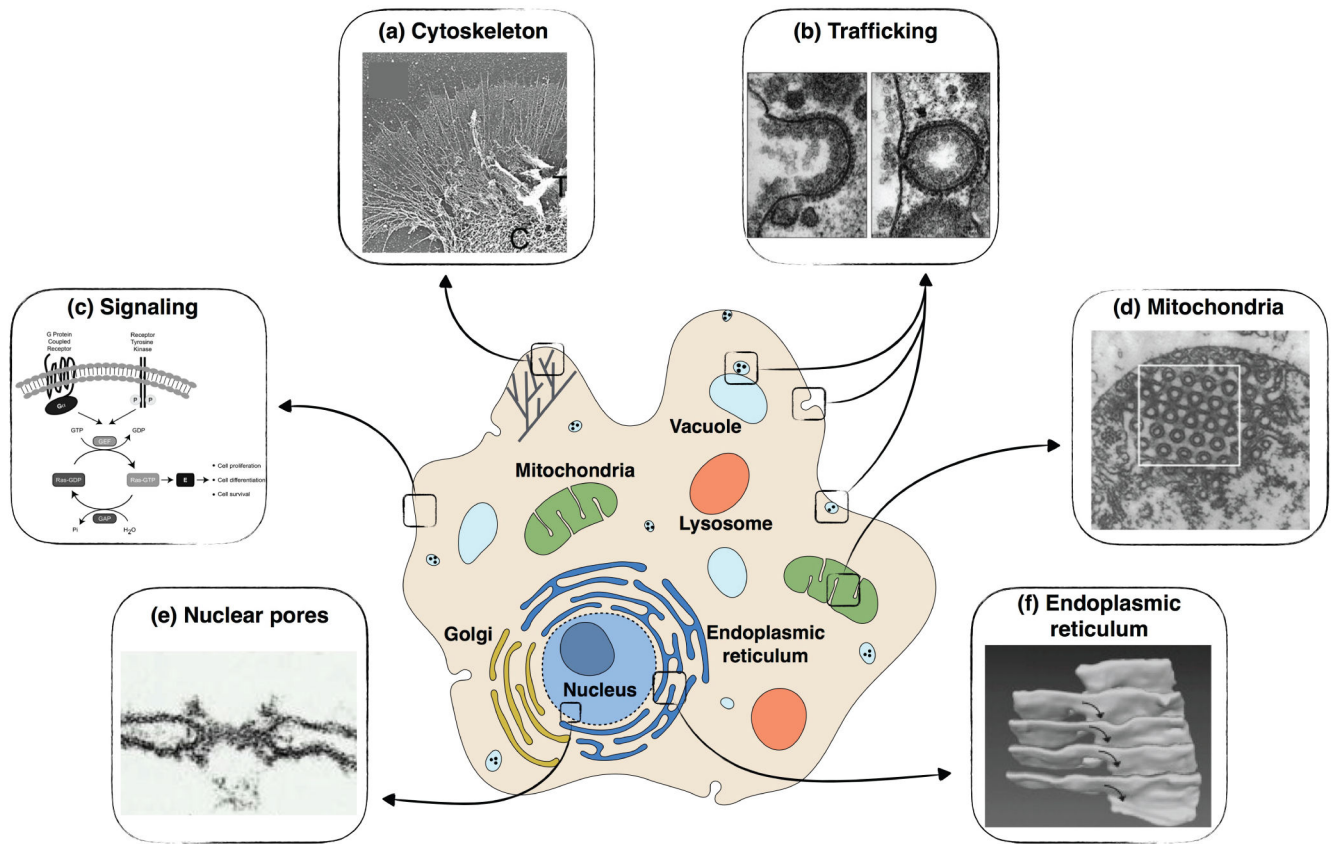 (a) Cytoskeleton
T
C
(b) Trafficking
(c) Signaling
G Protein
Coupled
Receptor
Receptor
Tyrosine
Kinase
Gα
P P
GTP
GDP
GEF
Ras-GDP
Ras-GTP
E
• Cell proliferation
• Cell differentiation
• Cell survival
GAP
Pi
H2O
(d) Mitochondria
Vacuole
Mitochondria
Lysosome
Golgi
Endoplasmic
reticulum
Nucleus
(e) Nuclear pores
(f) Endoplasmic
reticulum